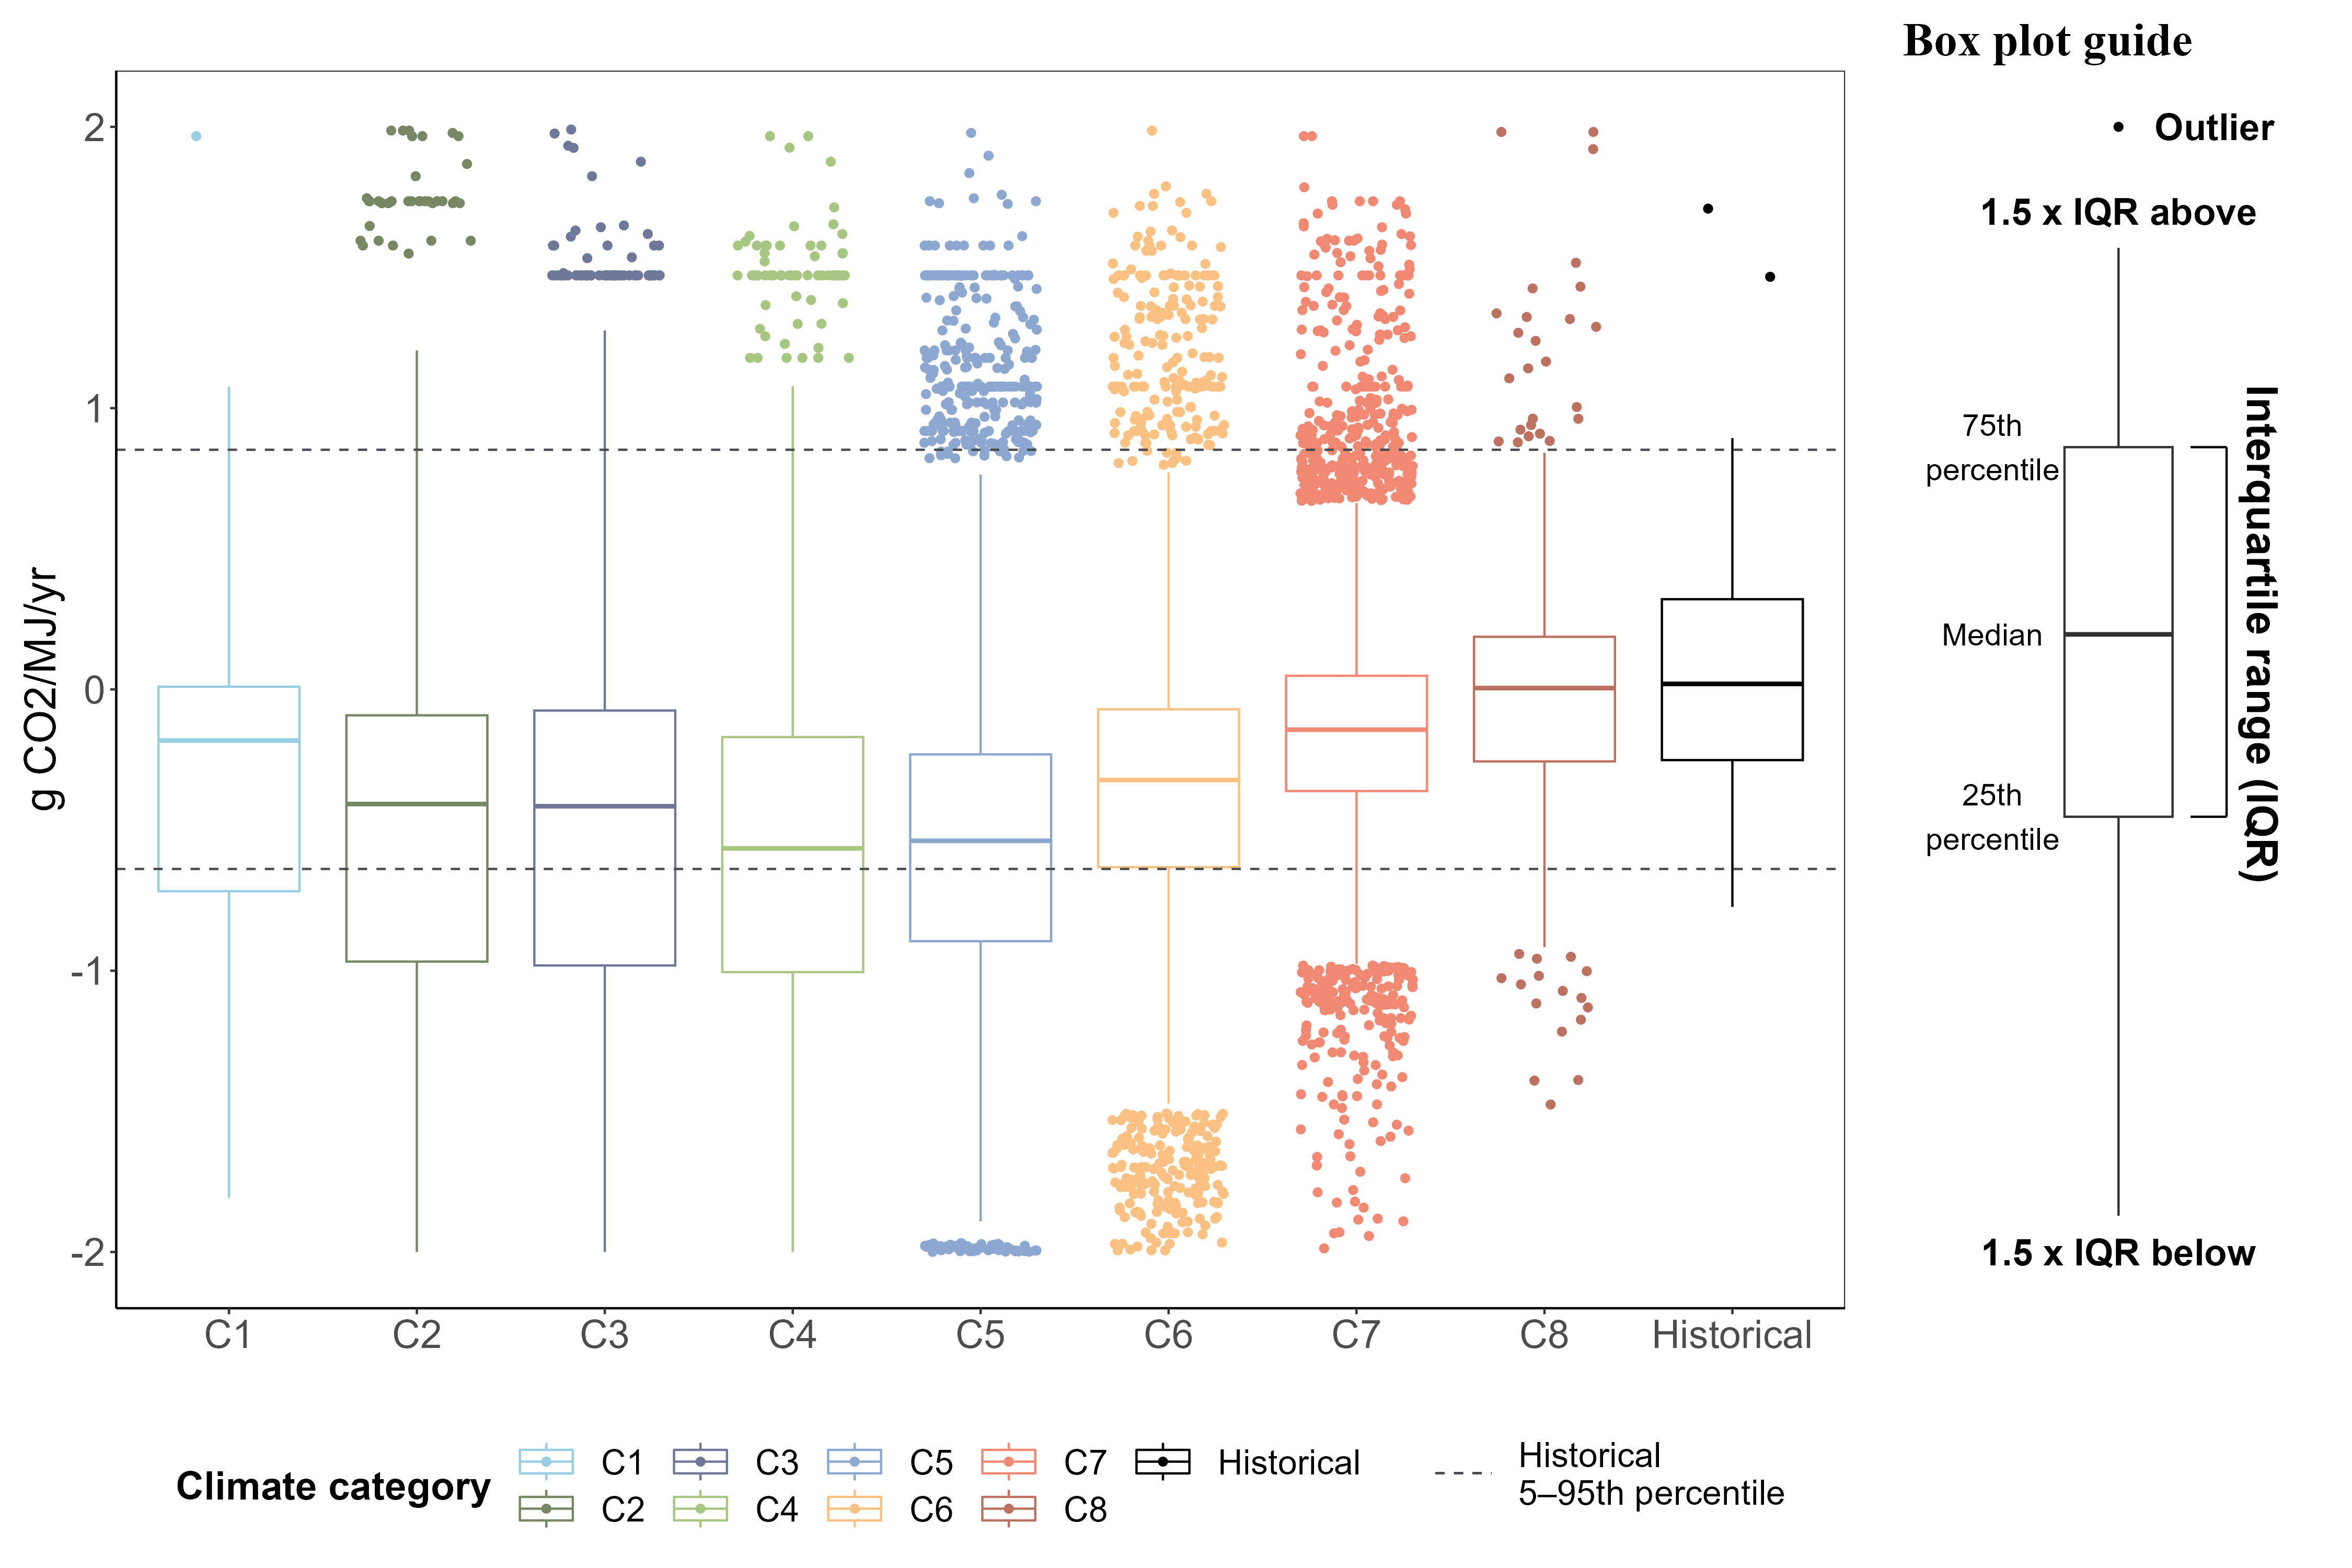 Box plot guide
Outlier
1.5 x IQR above
75th
percentile
Median
25th
percentile
Interquartile range (IQR)
1.5 x IQR below
g CO2/MJ/yr
2
1
0
-1
-2
C1 C2 C3 C4 C5 C6 C7 C8 Historical
Climate category
C1 C3 C5 C7 Historical
C2 C4 C6 C8
Historical
5–95th percentile